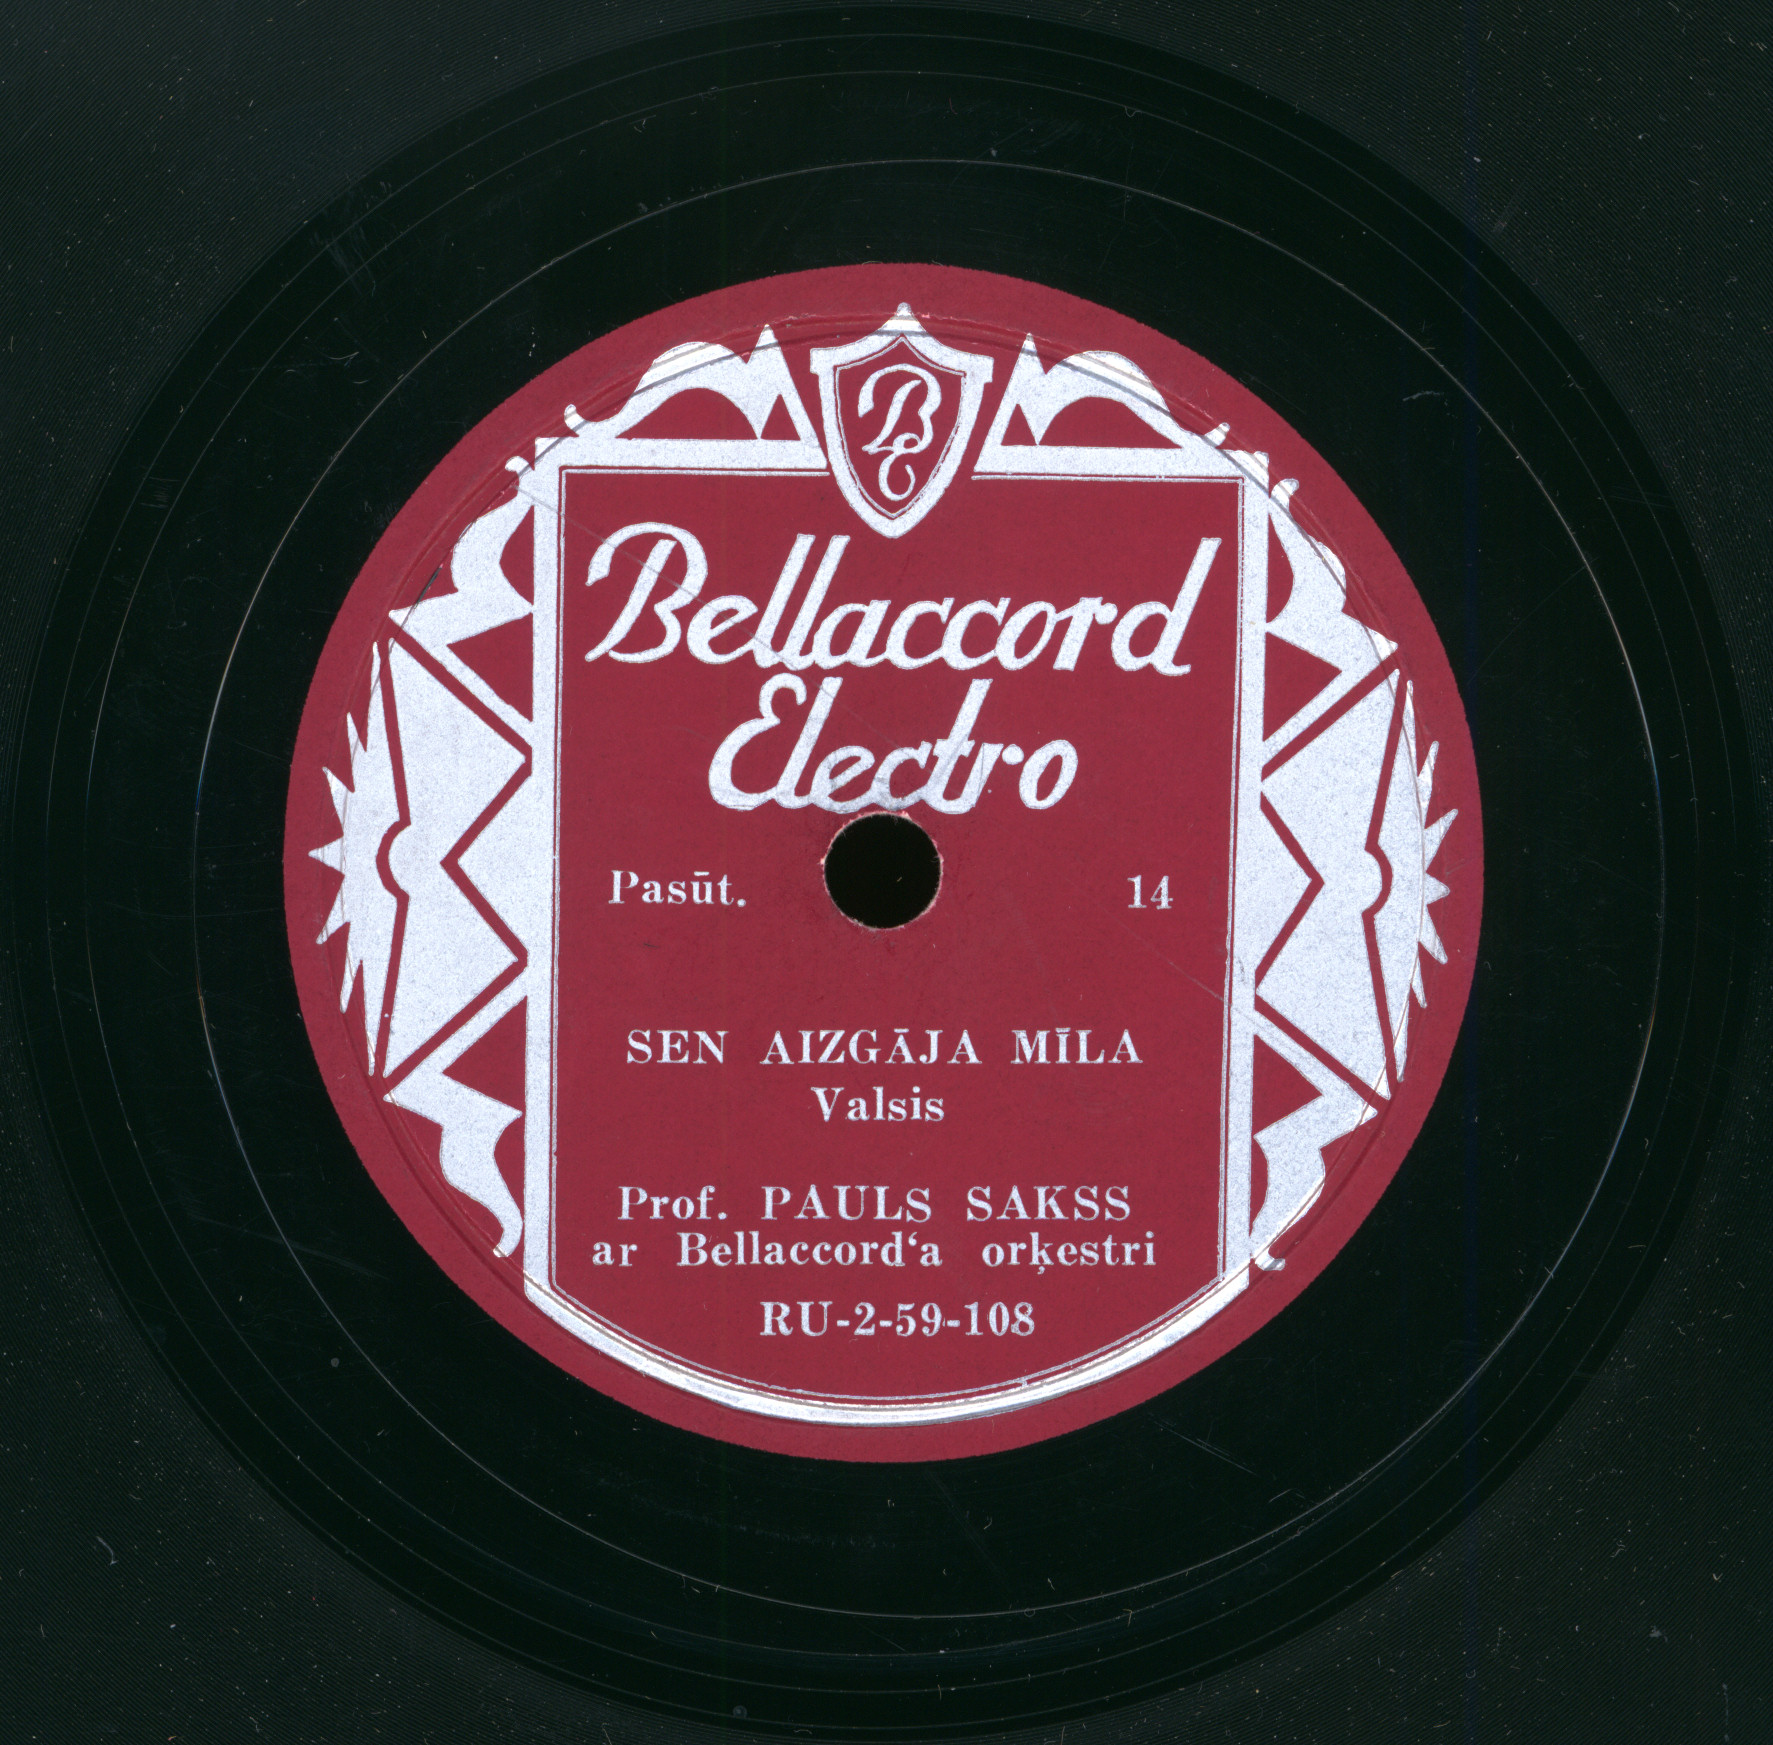 BE
Bellaccord
Electro
Pasūt. 14
SEN AIZGĀJA MĪLA
Valsis
Prof. PAULS SAKSS
ar Bellaccord‘a orķestri
RU-2-59-108